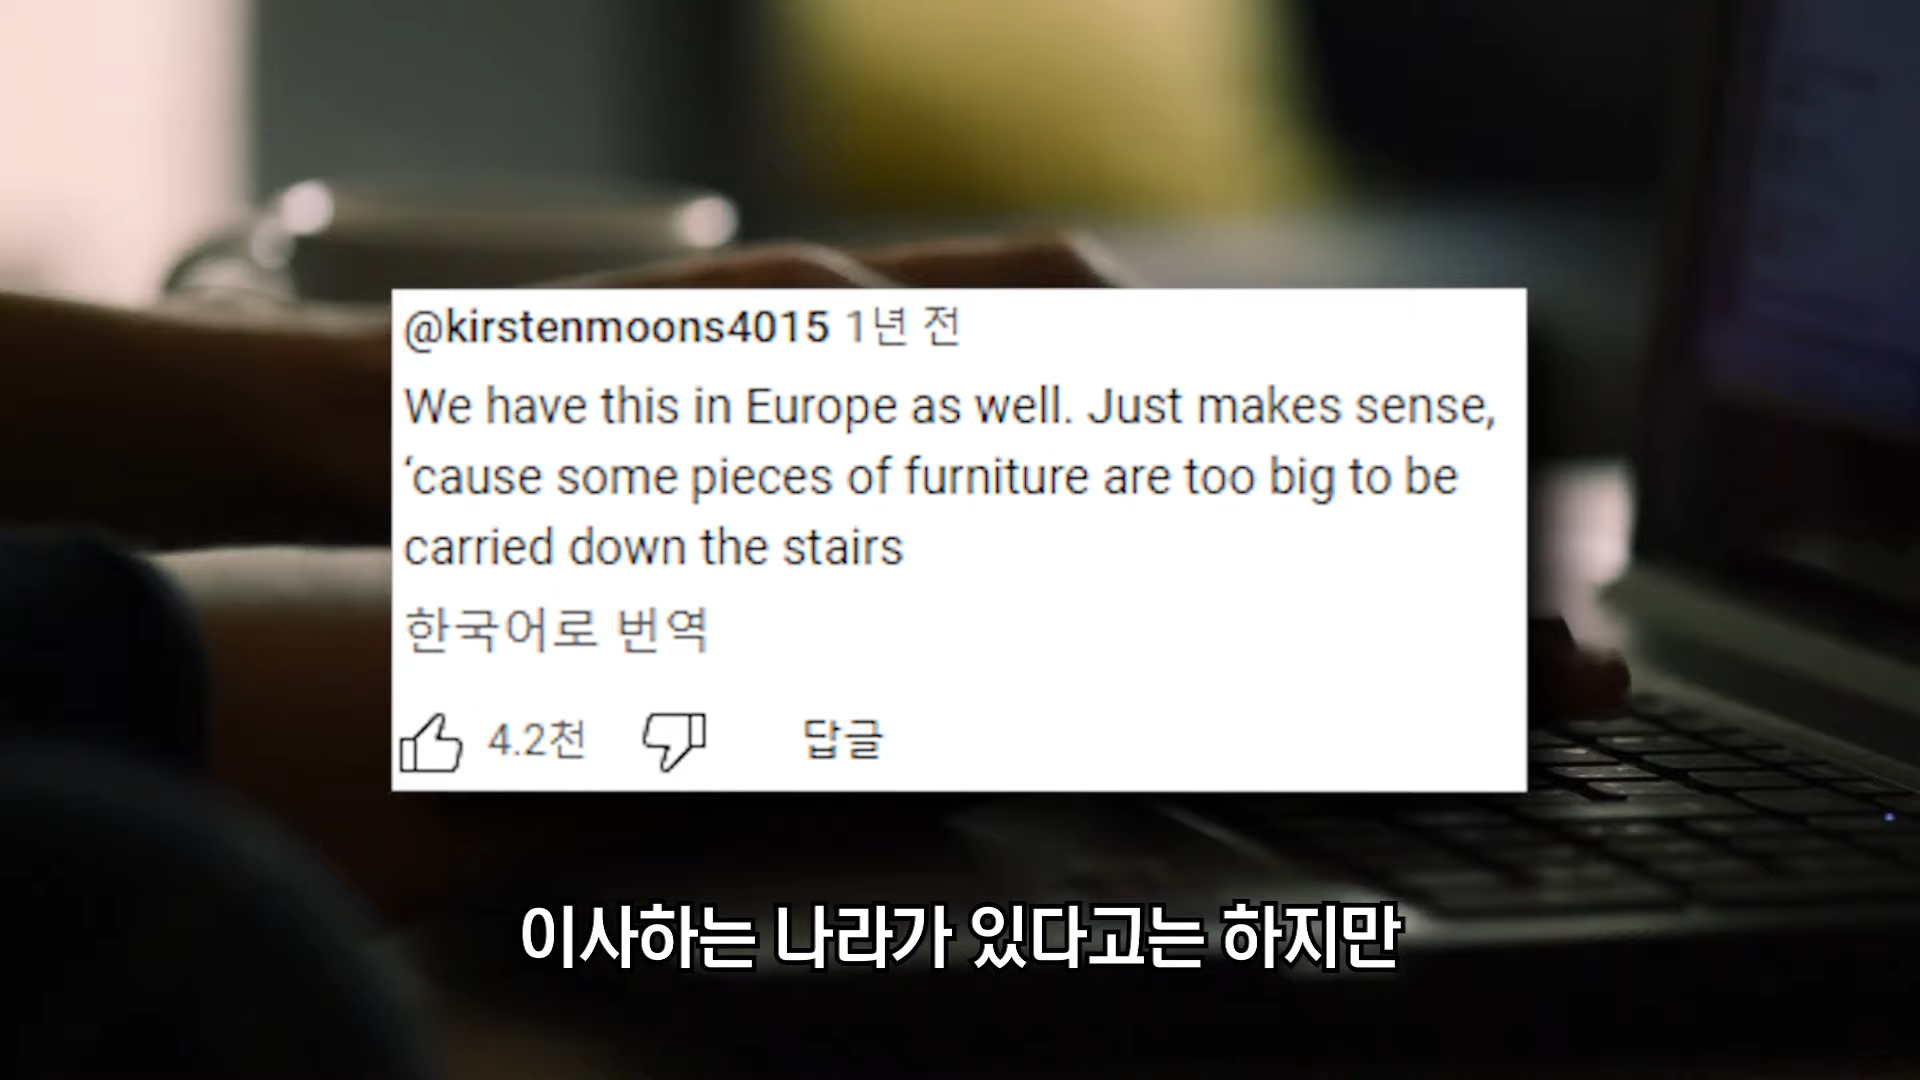 @kirstenmoons4015 1년 전
We have this in Europe as well. Just makes sense,
‘cause some pieces of furniture are too big to be
carried down the stairs
한국어로 번역
4.2천 답글
이사하는 나라가 있다고는 하지만